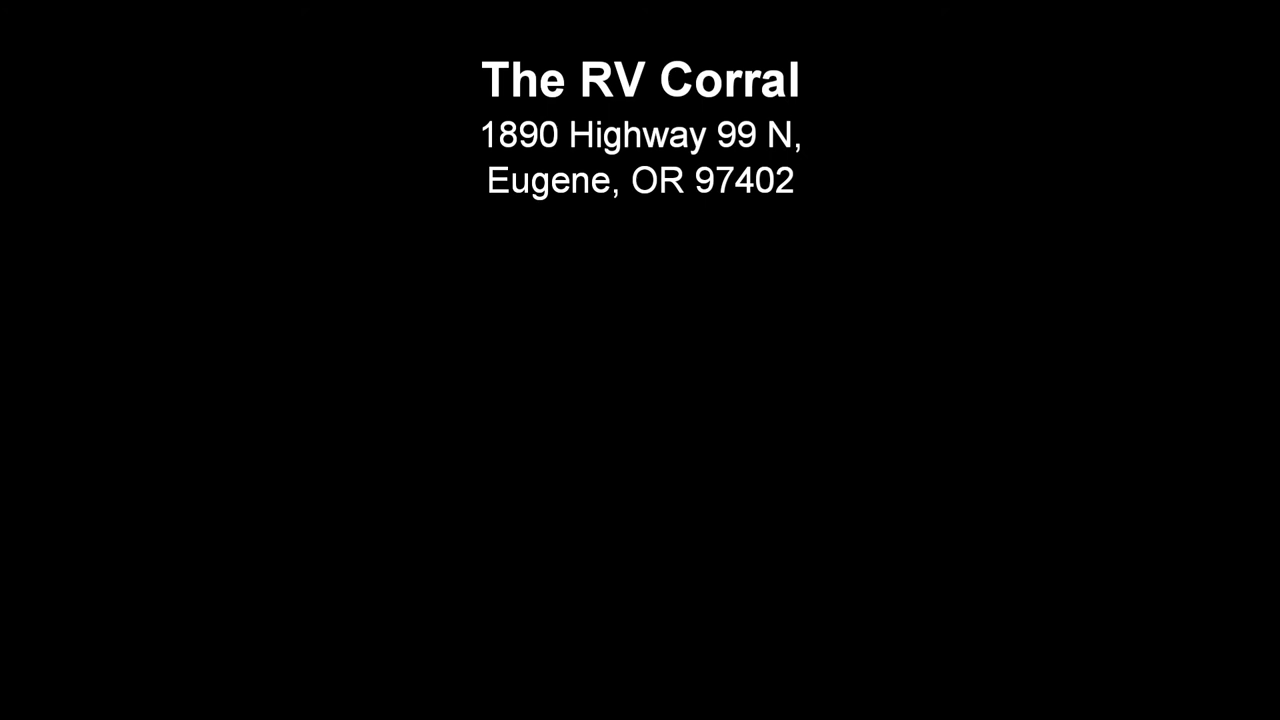 The RV Corral
1890 Highway 99 N,
Eugene, OR 97402